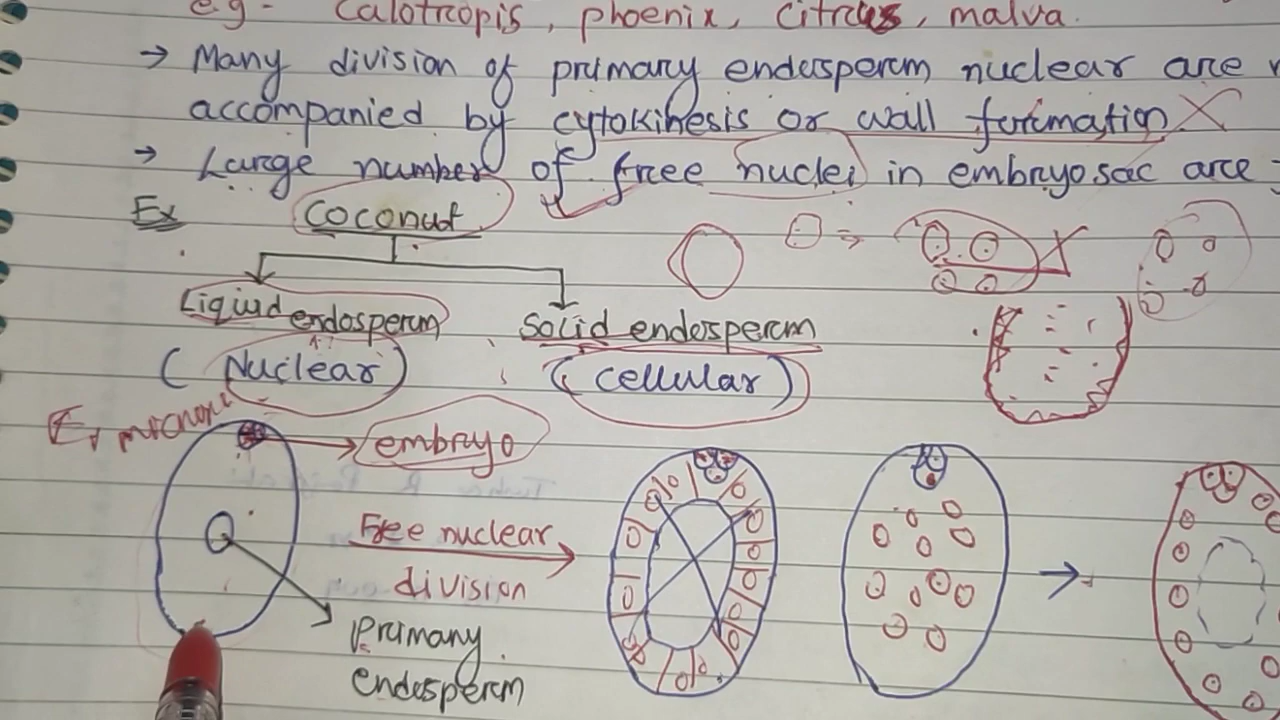 e.g - Calotropis, phoenix, Citrus, malva.
→ Many division of primary endosperm nuclear are
accompanied by cytokinesis or wall formation
→ Large number of free nuclei in embryosac are
Ex Coconut
Liquid endosperm Solid endosperm
(Nuclear) (Cellular)
embryo
Free nuclear
division
Primary
endosperm